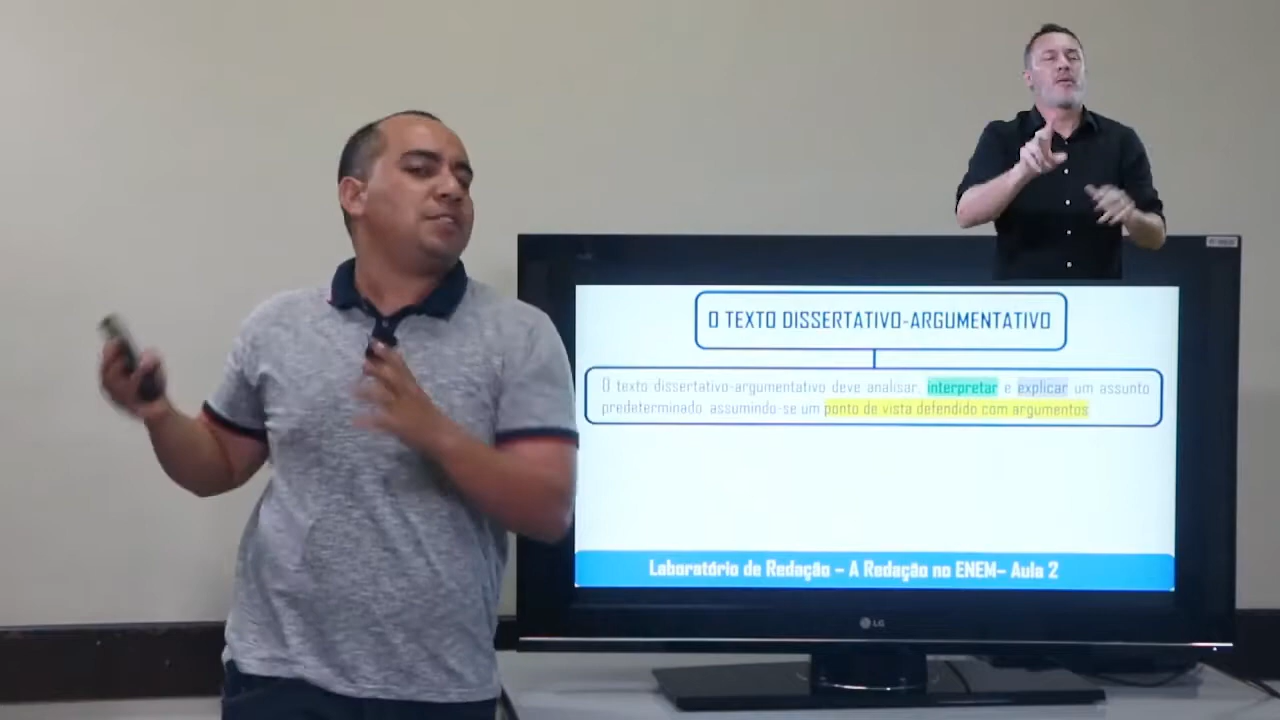 O TEXTO DISSERTATIVO-ARGUMENTATIVO
O texto dissertativo-argumentativo deve analisar, interpretar e explicar um assunto
predeterminado, assumindo-se um ponto de vista defendido com argumentos
Laboratório de Redação – A Redação no ENEM– Aula 2
LG